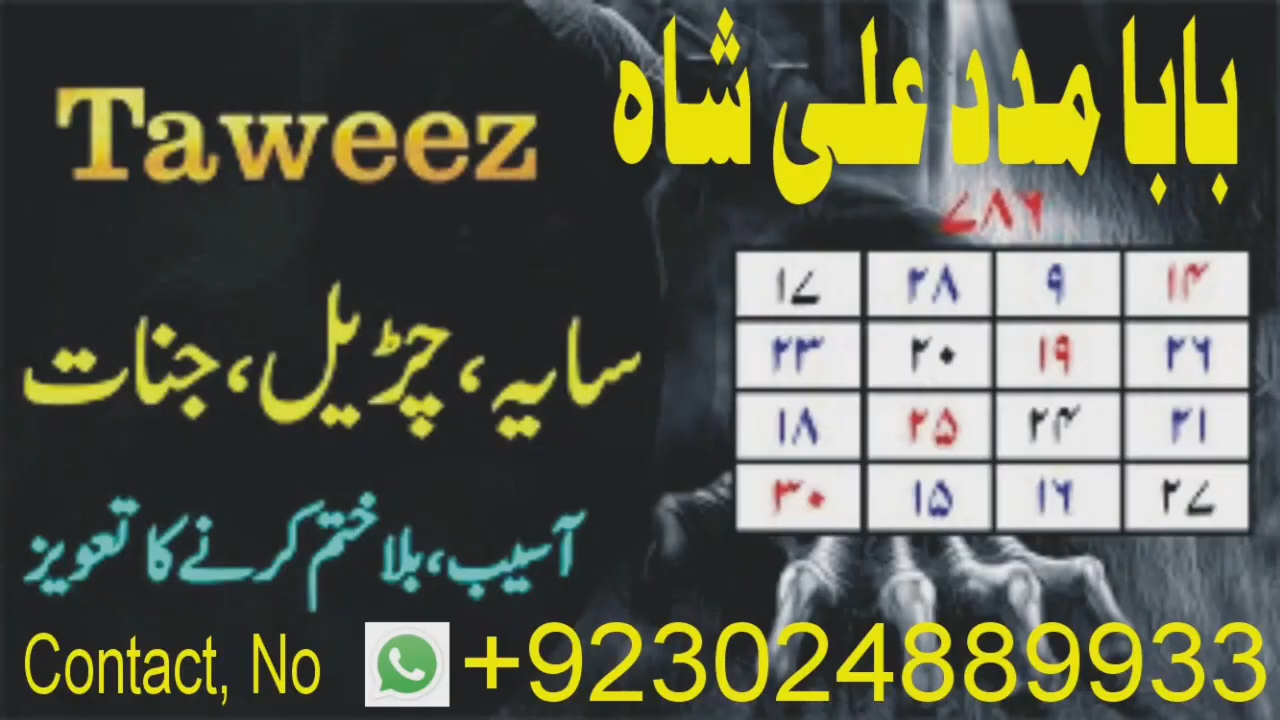 بابا مدد علی شاہ
Taweez
۷۸۶
۱۷ ۲۸ ۹ ۱۴
۲۳ ۲۰ ۱۹ ۲۶
۱۸ ۲۵ ۲۴ ۲۱
۳۰ ۱۵ ۱۶ ۲۷
سایہ، چڑیل، جنات
آسیب، بلا ختم کرنے کا تعویز
Contact, No +923024889933